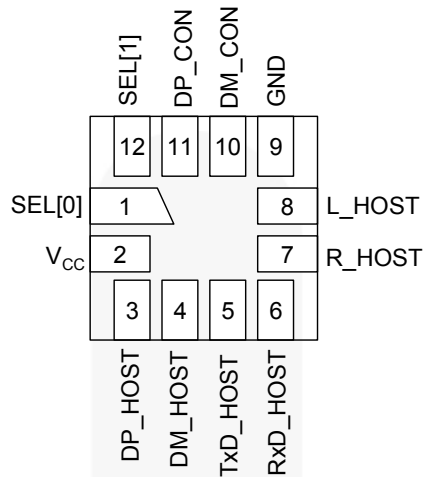 SEL[1]
DP_CON
DM_CON
GND
12
11
10
9
SEL[0]
1
8
L_HOST
V_CC
2
7
R_HOST
3
4
5
6
DP_HOST
DM_HOST
TxD_HOST
RxD_HOST